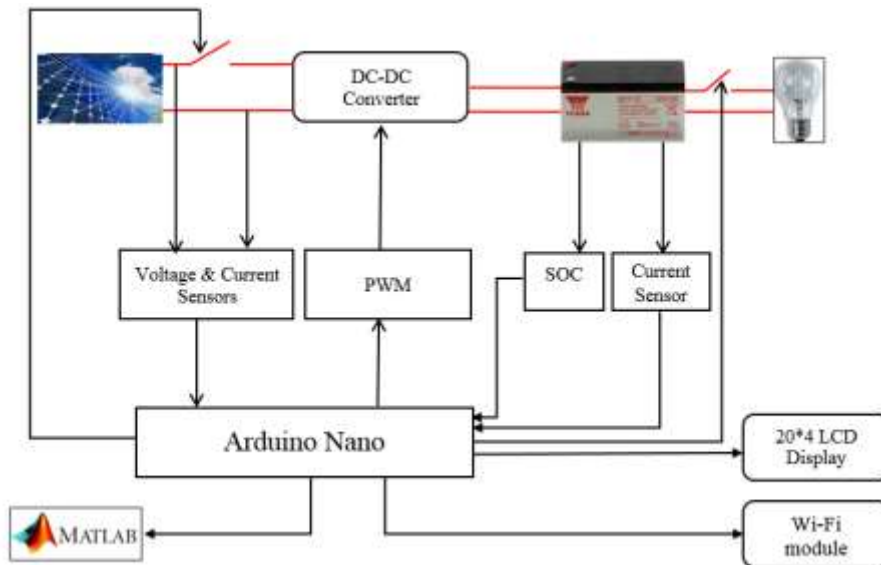 DC-DC
Converter
Voltage & Current
Sensors
PWM
SOC
Current
Sensor
Arduino Nano
20*4 LCD
Display
MATLAB
Wi-Fi
module